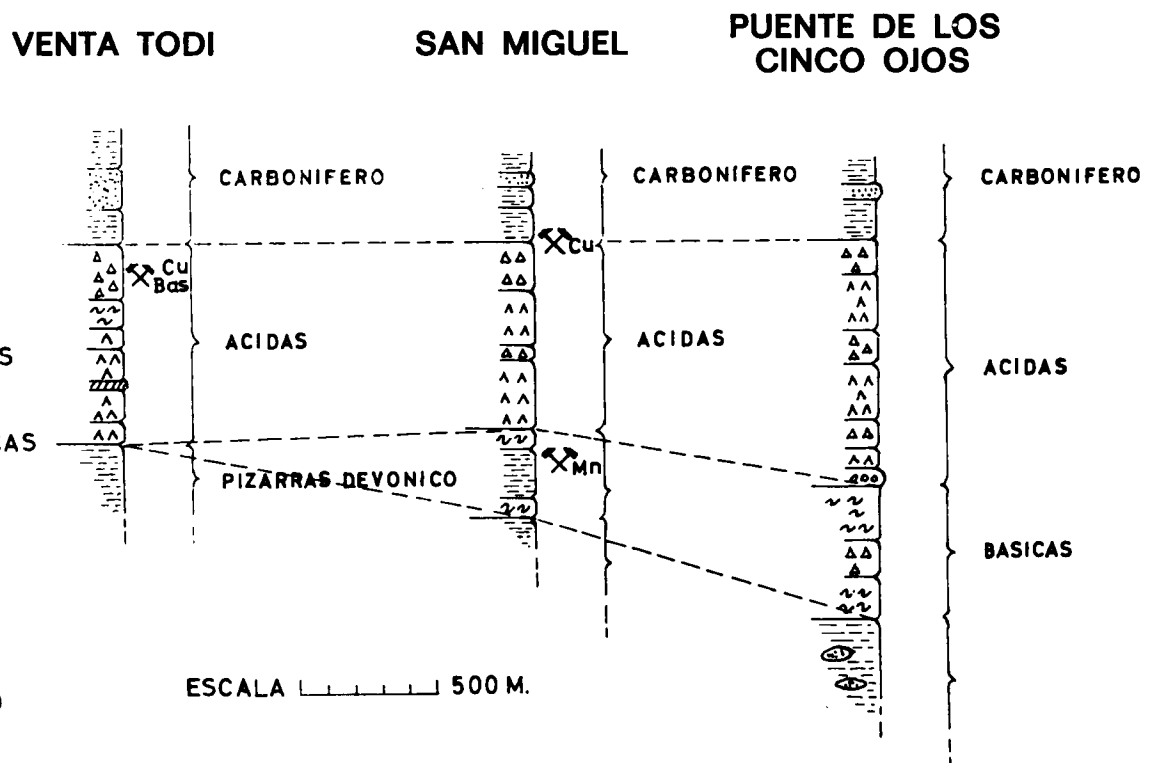 VENTA TODI
SAN MIGUEL
PUENTE DE LOS
CINCO OJOS
CARBONIFERO
CARBONIFERO
CARBONIFERO
Cu
Cu
Bas
ACIDAS
ACIDAS
ACIDAS
S
CAS
Mn
PIZARRAS DEVONICO
BASICAS
ESCALA
500 M.